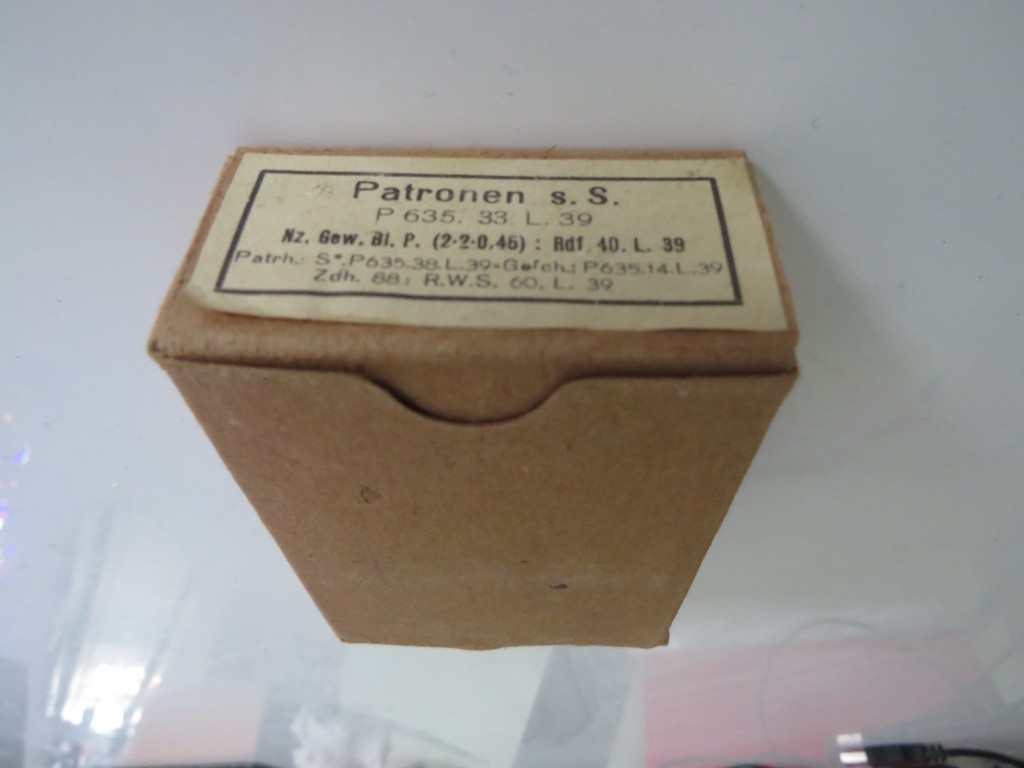 Patronen s. S.
P 635. 33. L. 39
Nz. Gew. Bl. P. (2·2·0,45) : Rdf. 40. L. 39
Patrh.: S*.P635.38.L.39-Gesch.: P635.14.L.39
Zdh. 88: R.W.S. 60. L. 39